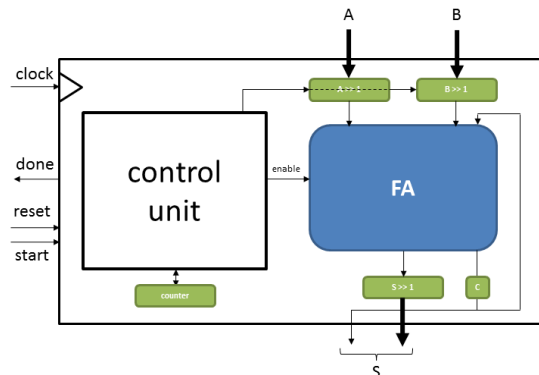 A
B
clock
A >> 1
B >> 1
control
unit
enable
FA
done
reset
start
counter
S >> 1
C
S